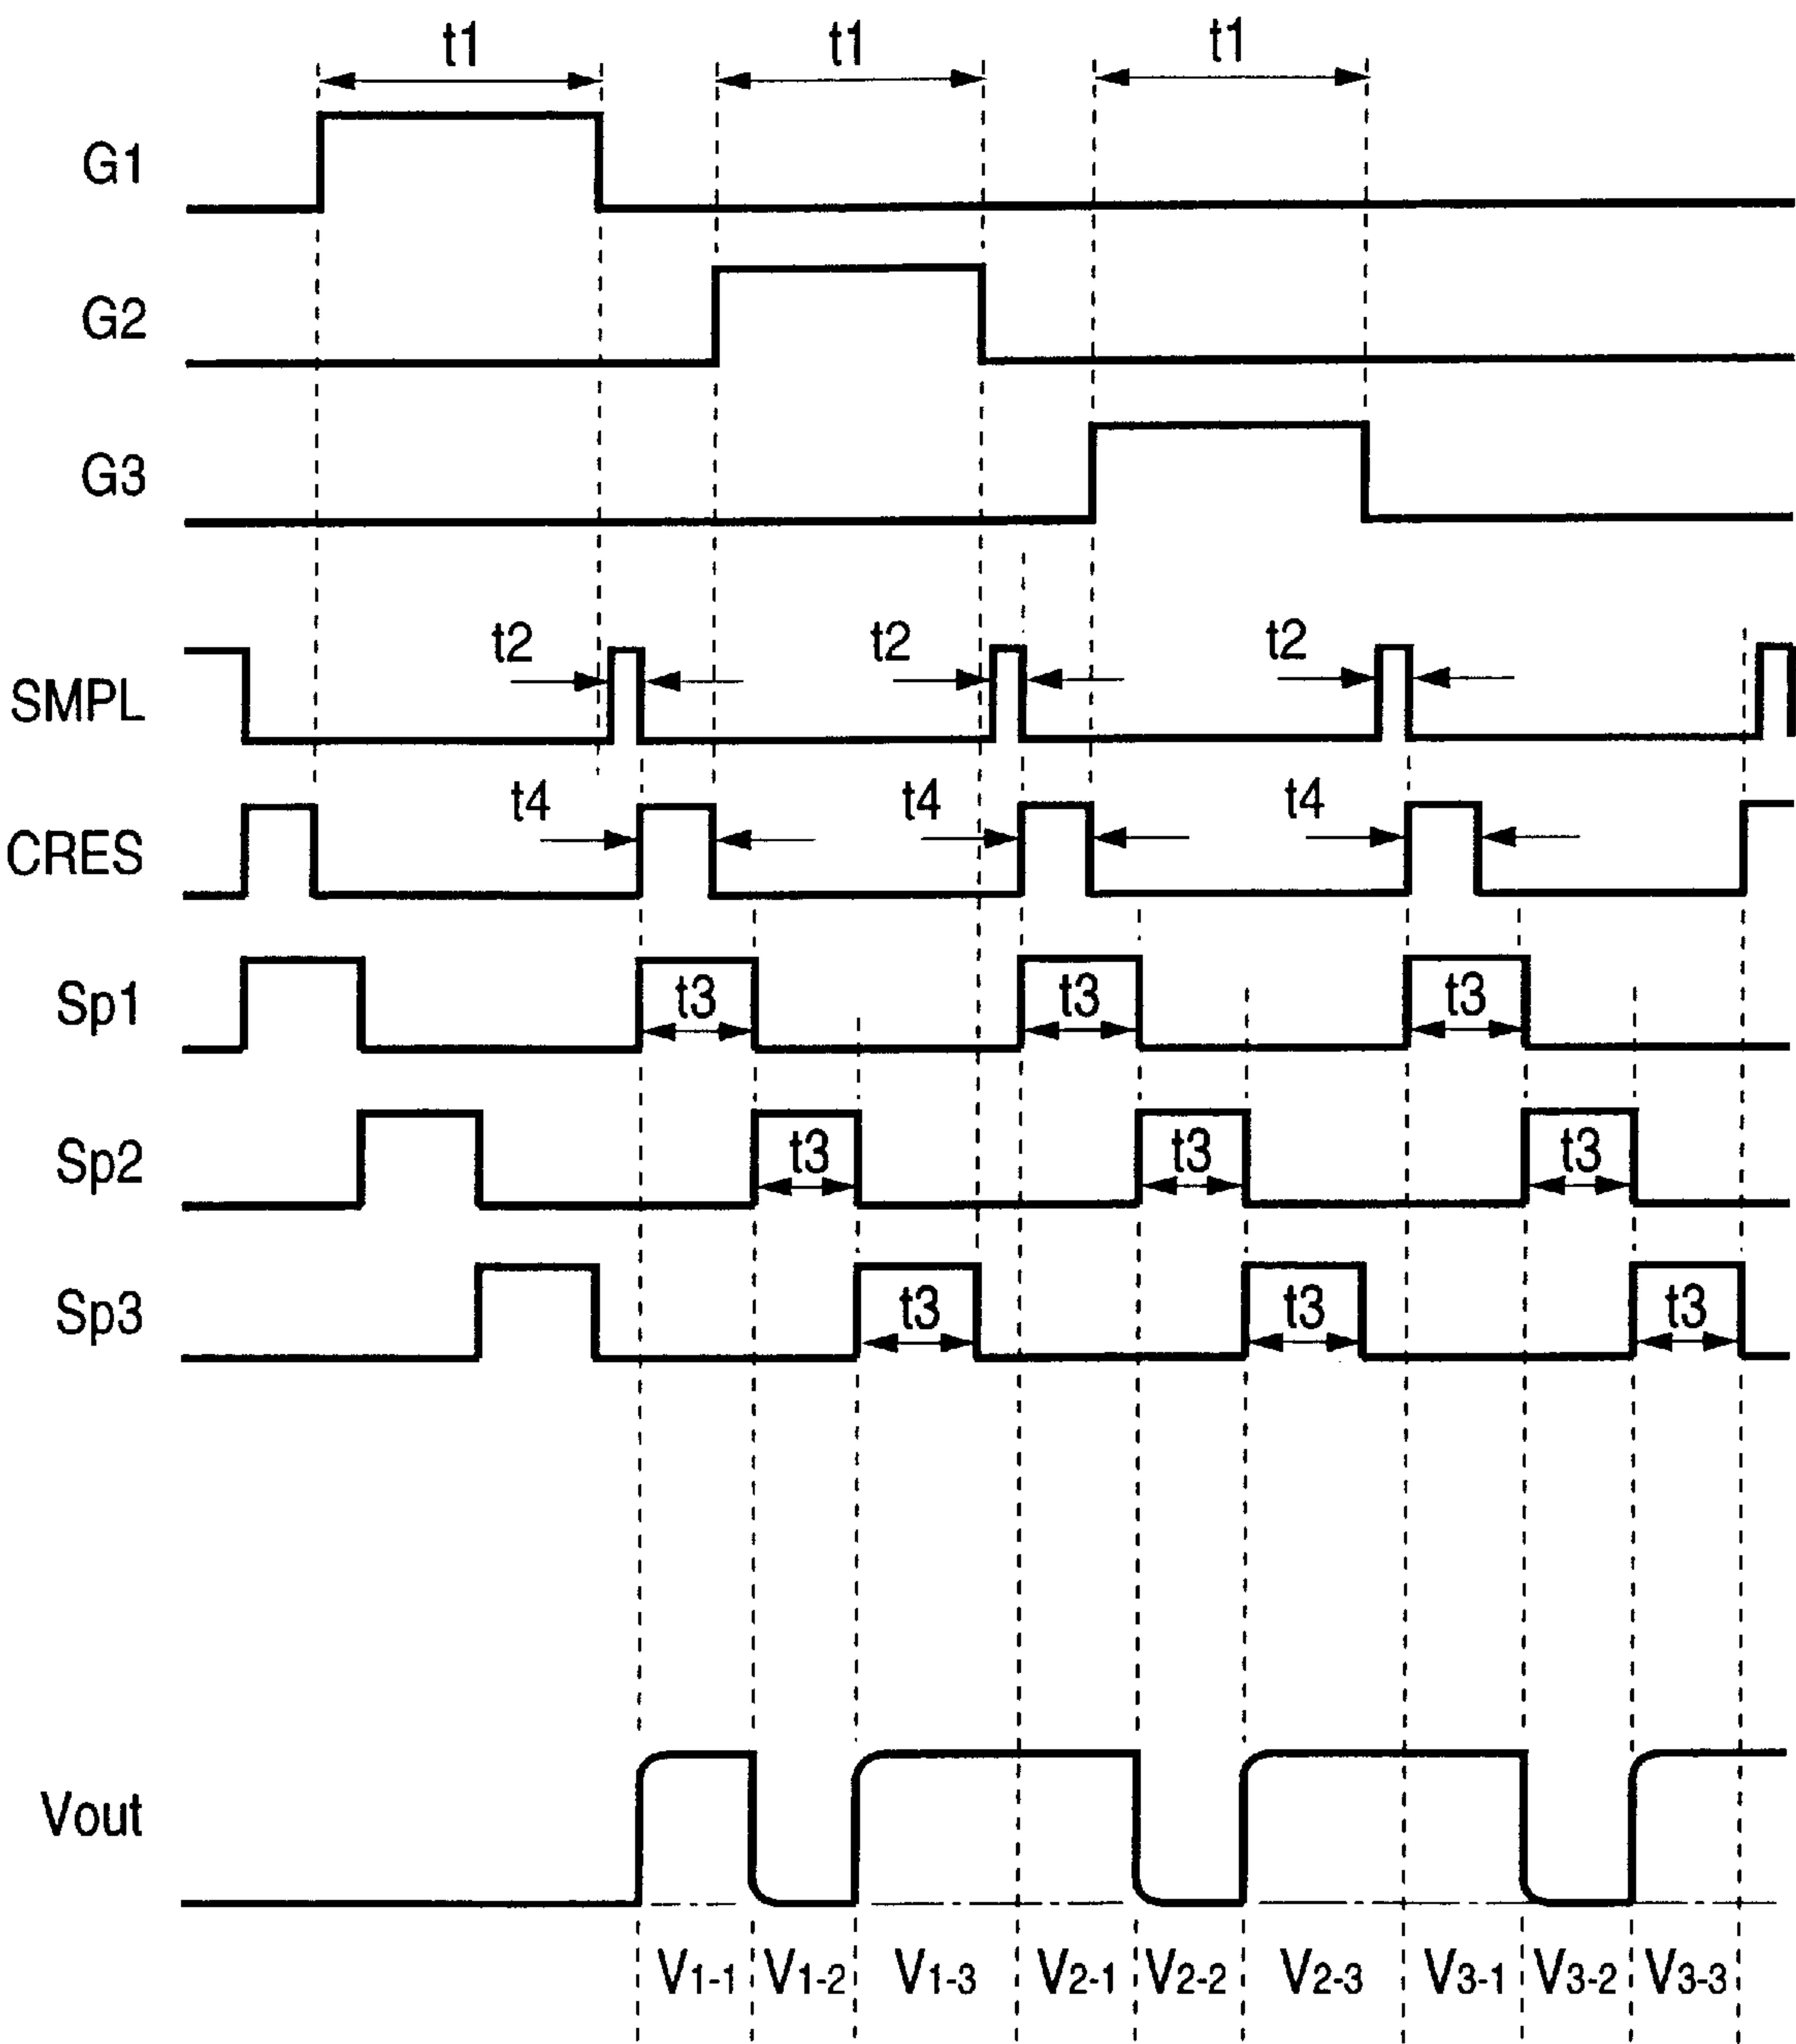 t1 t1 t1
G1
G2
G3
t2 t2 t2
SMPL
t4 t4 t4
CRES
Sp1 t3 t3 t3
Sp2 t3 t3 t3
Sp3 t3 t3 t3
Vout
V1-1 V1-2 V1-3 V2-1 V2-2 V2-3 V3-1 V3-2 V3-3